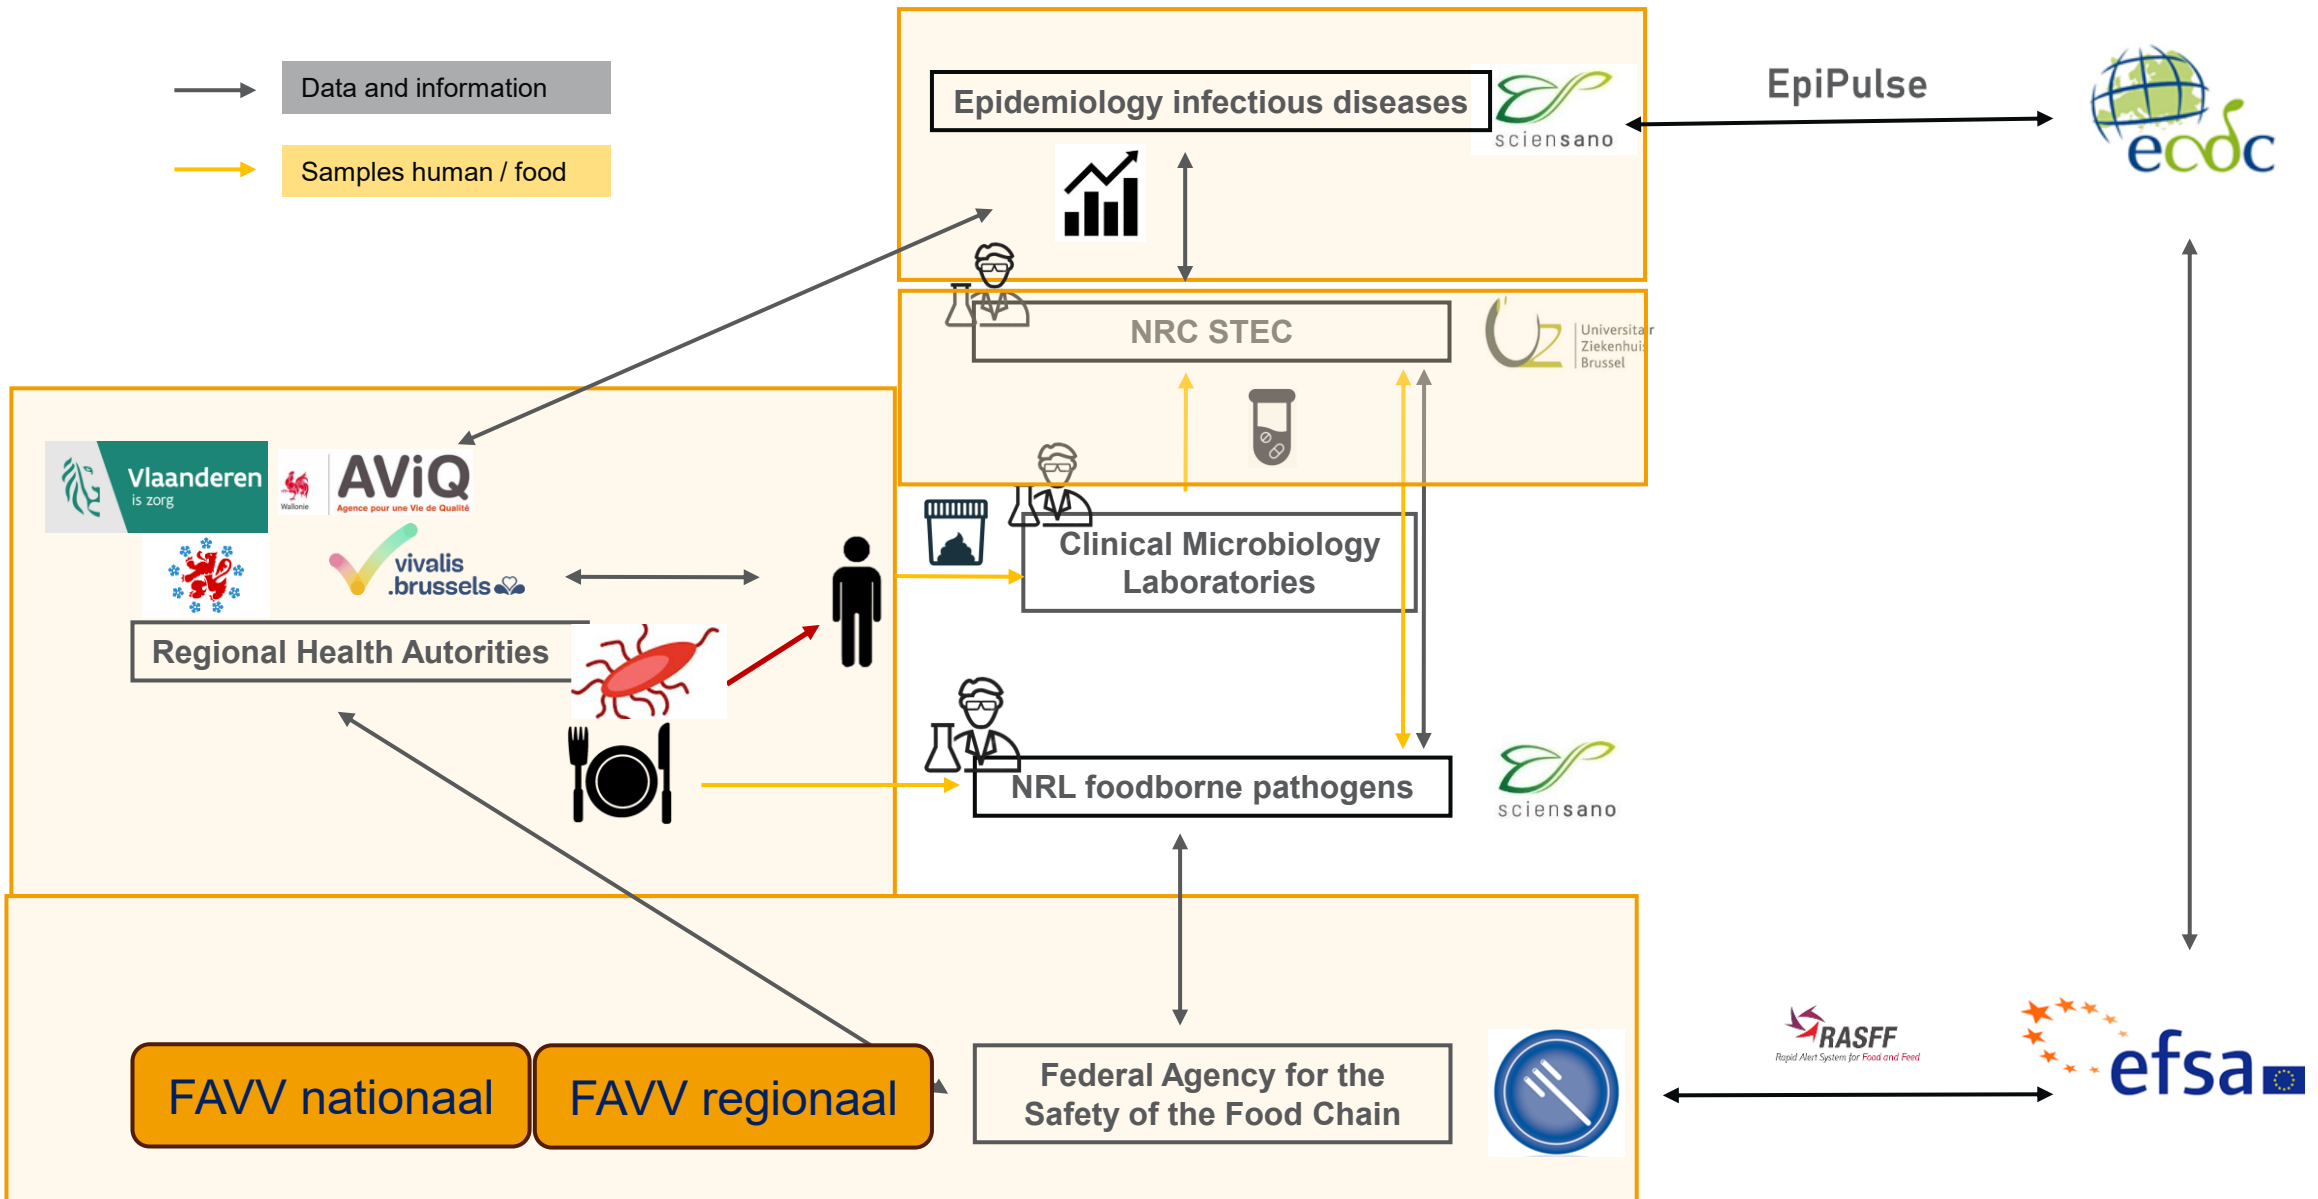 Data and information
Samples human / food
Epidemiology infectious diseases
sciensano
EpiPulse
ecdc
NRC STEC
UZ
Universitair
Ziekenhuis
Brussel
Vlaanderen
is zorg
Wallonie
AViQ
Agence pour une Vie de Qualité
vivalis
.brussels
Regional Health Autorities
Clinical Microbiology
Laboratories
NRL foodborne pathogens
sciensano
FAVV nationaal
FAVV regionaal
Federal Agency for the
Safety of the Food Chain
RASFF
Rapid Alert System for Food and Feed
efsa